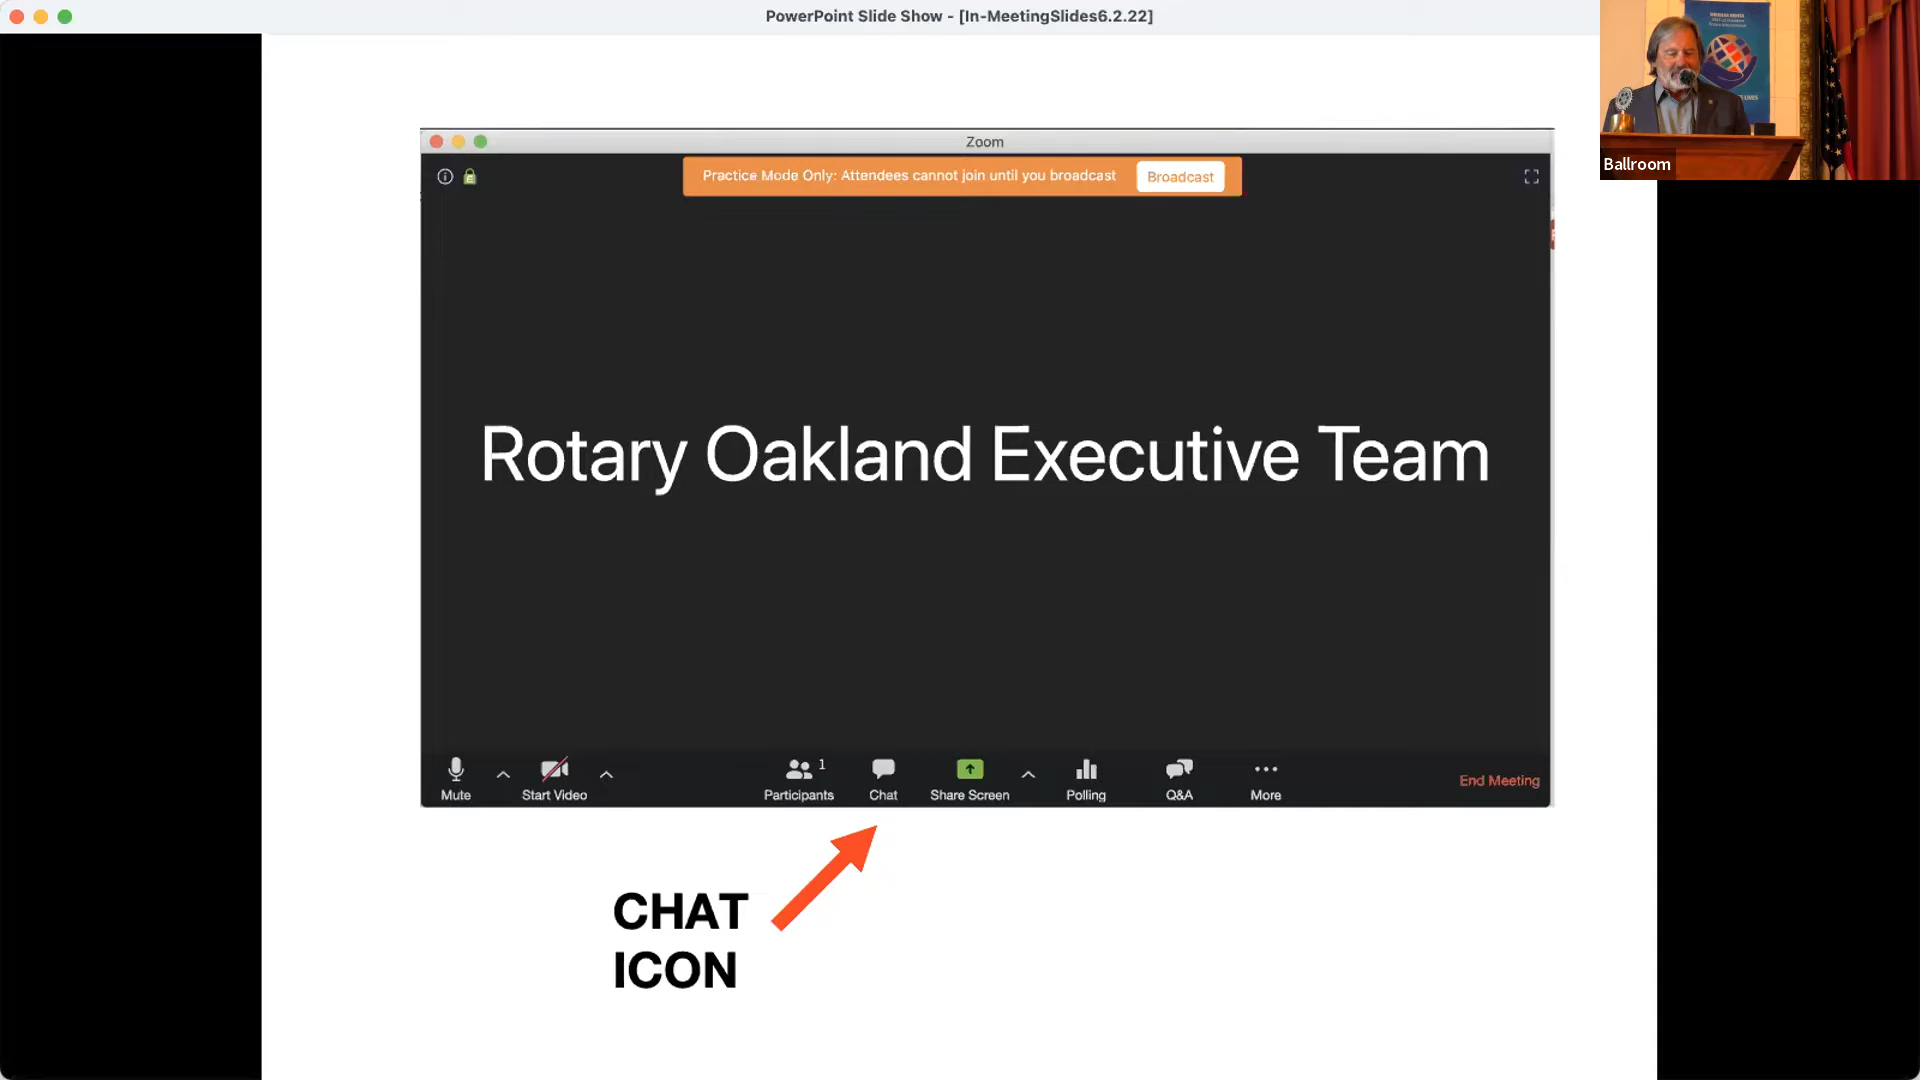 PowerPoint Slide Show - [In-MeetingSlides6.2.22]
Ballroom
Zoom
Practice Mode Only: Attendees cannot join until you broadcast
Broadcast
Rotary Oakland Executive Team
1
Mute
Start Video
Participants
Chat
Share Screen
Polling
Q&A
More
End Meeting
CHAT
ICON